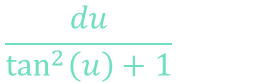 du
tan²(u) + 1